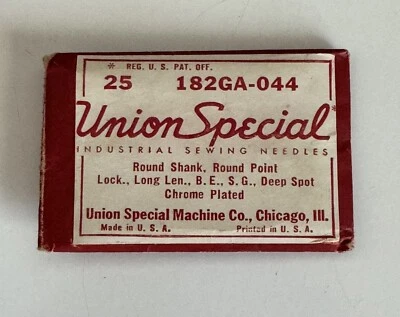 * REG. U. S. PAT. OFF.
25 182GA-044
Union Special*
INDUSTRIAL SEWING NEEDLES
Round Shank, Round Point
Lock., Long Len., B. E., S. G., Deep Spot
Chrome Plated
Union Special Machine Co., Chicago, Ill.
Made in U. S. A. Printed in U. S. A.